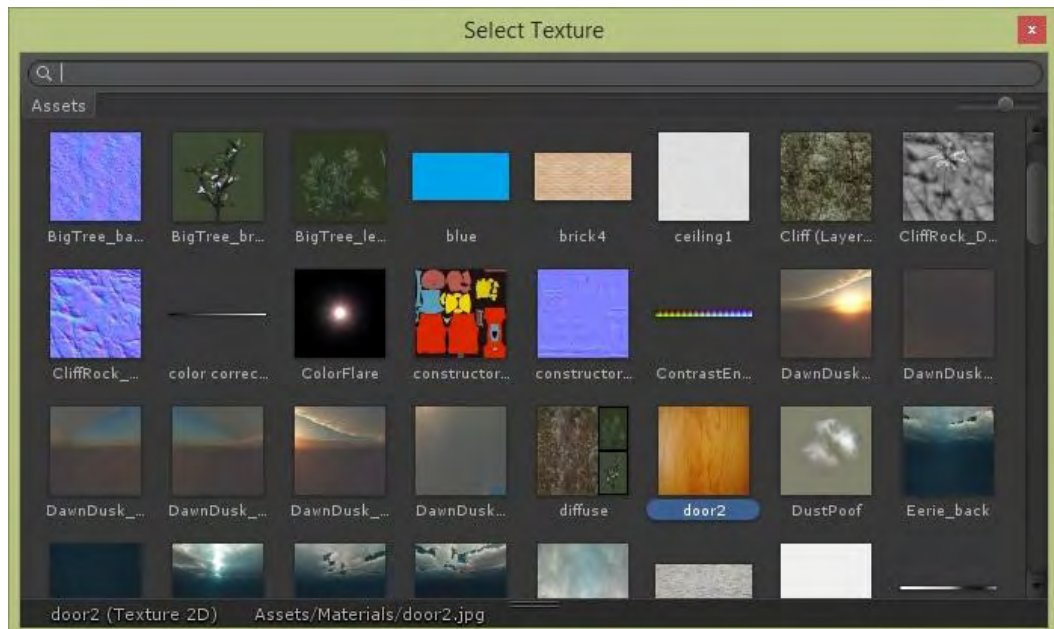 Select Texture
x
Assets
BigTree_ba...
BigTree_br...
BigTree_le...
blue
brick4
ceiling1
Cliff (Layer...
CliffRock_D...
CliffRock_...
color correc...
ColorFlare
constructor...
constructor...
ContrastEn...
DawnDusk...
DawnDusk...
DawnDusk_...
DawnDusk_...
DawnDusk_...
DawnDusk...
diffuse
door2
DustPoof
Eerie_back
door2 (Texture 2D) Assets/Materials/door2.jpg